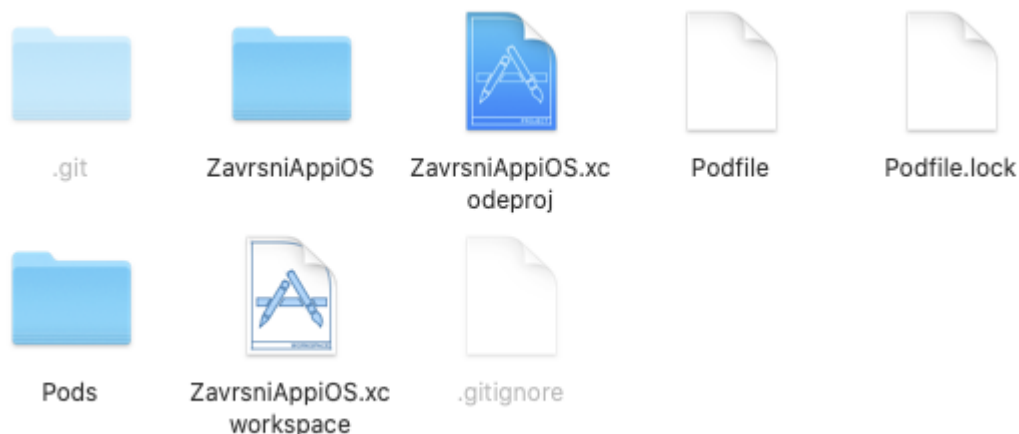 .git
ZavrsniAppiOS
ZavrsniAppiOS.xc
odeproj
Podfile
Podfile.lock
Pods
ZavrsniAppiOS.xc
workspace
.gitignore